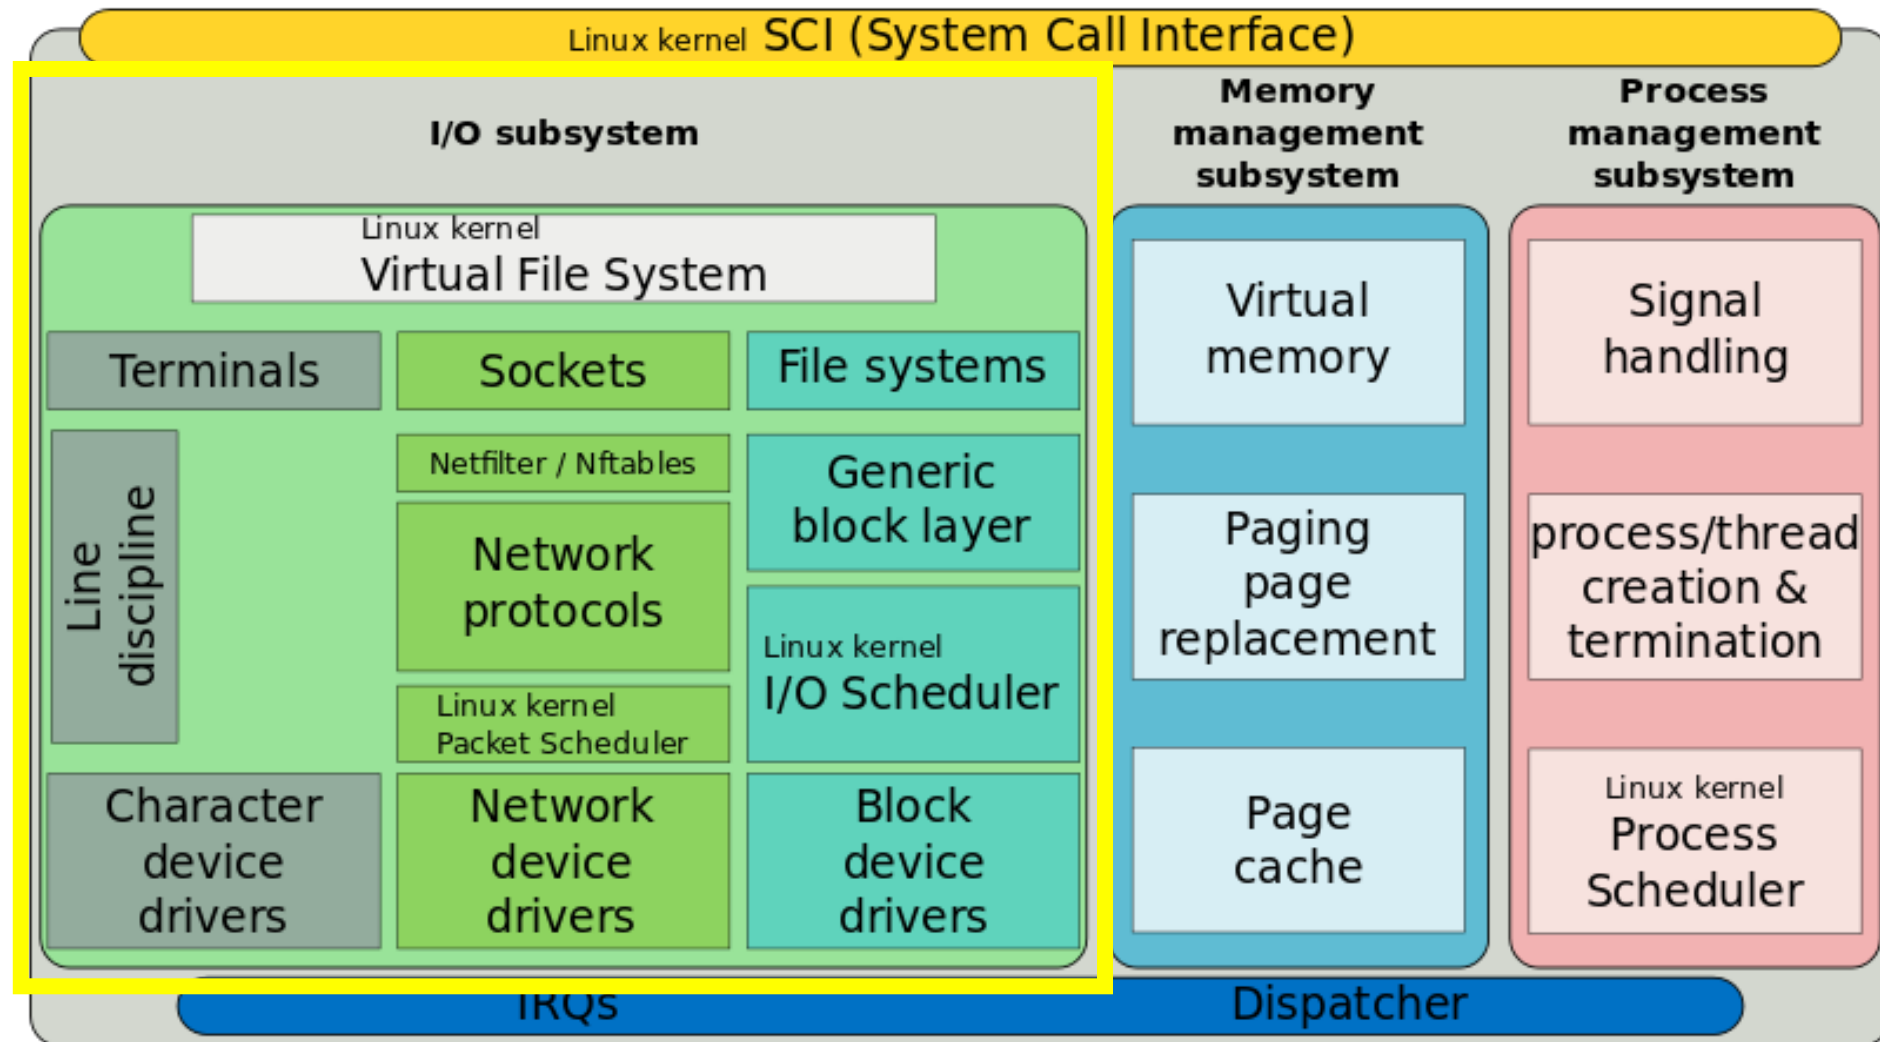 Linux kernel SCI (System Call Interface)
I/O subsystem
Memory
management
subsystem
Process
management
subsystem
Linux kernel
Virtual File System
Terminals
Sockets
File systems
Line
discipline
Netfilter / Nftables
Network
protocols
Linux kernel
Packet Scheduler
Generic
block layer
Linux kernel
I/O Scheduler
Character
device
drivers
Network
device
drivers
Block
device
drivers
Virtual
memory
Paging
page
replacement
Page
cache
Signal
handling
process/thread
creation &
termination
Linux kernel
Process
Scheduler
IRQs
Dispatcher